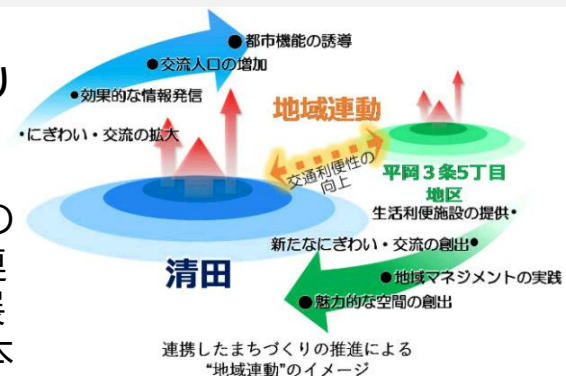 り
の
展
本
●都市機能の誘導
●交流人口の増加
•効果的な情報発信
・にぎわい・交流の拡大
地域連動
交通利便性の
向上
平岡３条5丁目
地区
清田
生活利便施設の提供・
新たなにぎわい・交流の創出●
●地域マネジメントの実践
●魅力的な空間の創出
連携したまちづくりの推進による
“地域連動”のイメージ